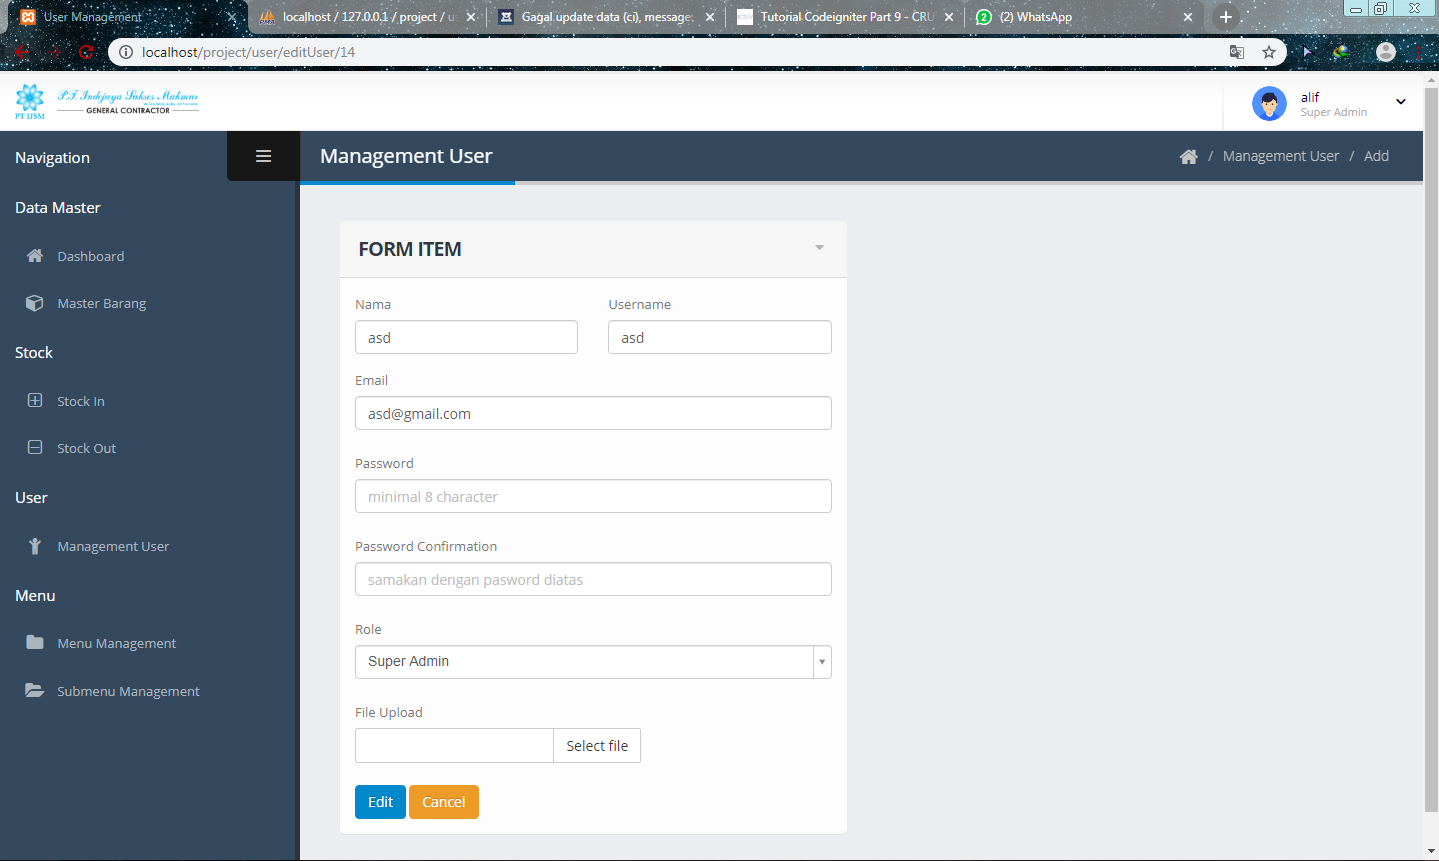 User Management
localhost / 127.0.0.1 / project / u
Gagal update data (ci), message:
Tutorial Codeigniter Part 9 - CRU
(2) WhatsApp
localhost/project/user/editUser/14
P.T. Indojaya Sukses Makmur
GENERAL CONTRACTOR
PT IJSM
alif
Super Admin
Navigation
Management User
/ Management User / Add
Data Master
Dashboard
Master Barang
Stock
Stock In
Stock Out
User
Management User
Menu
Menu Management
Submenu Management
FORM ITEM
Nama
Username
asd
asd
Email
asd@gmail.com
Password
minimal 8 character
Password Confirmation
samakan dengan pasword diatas
Role
Super Admin
File Upload
Select file
Edit
Cancel